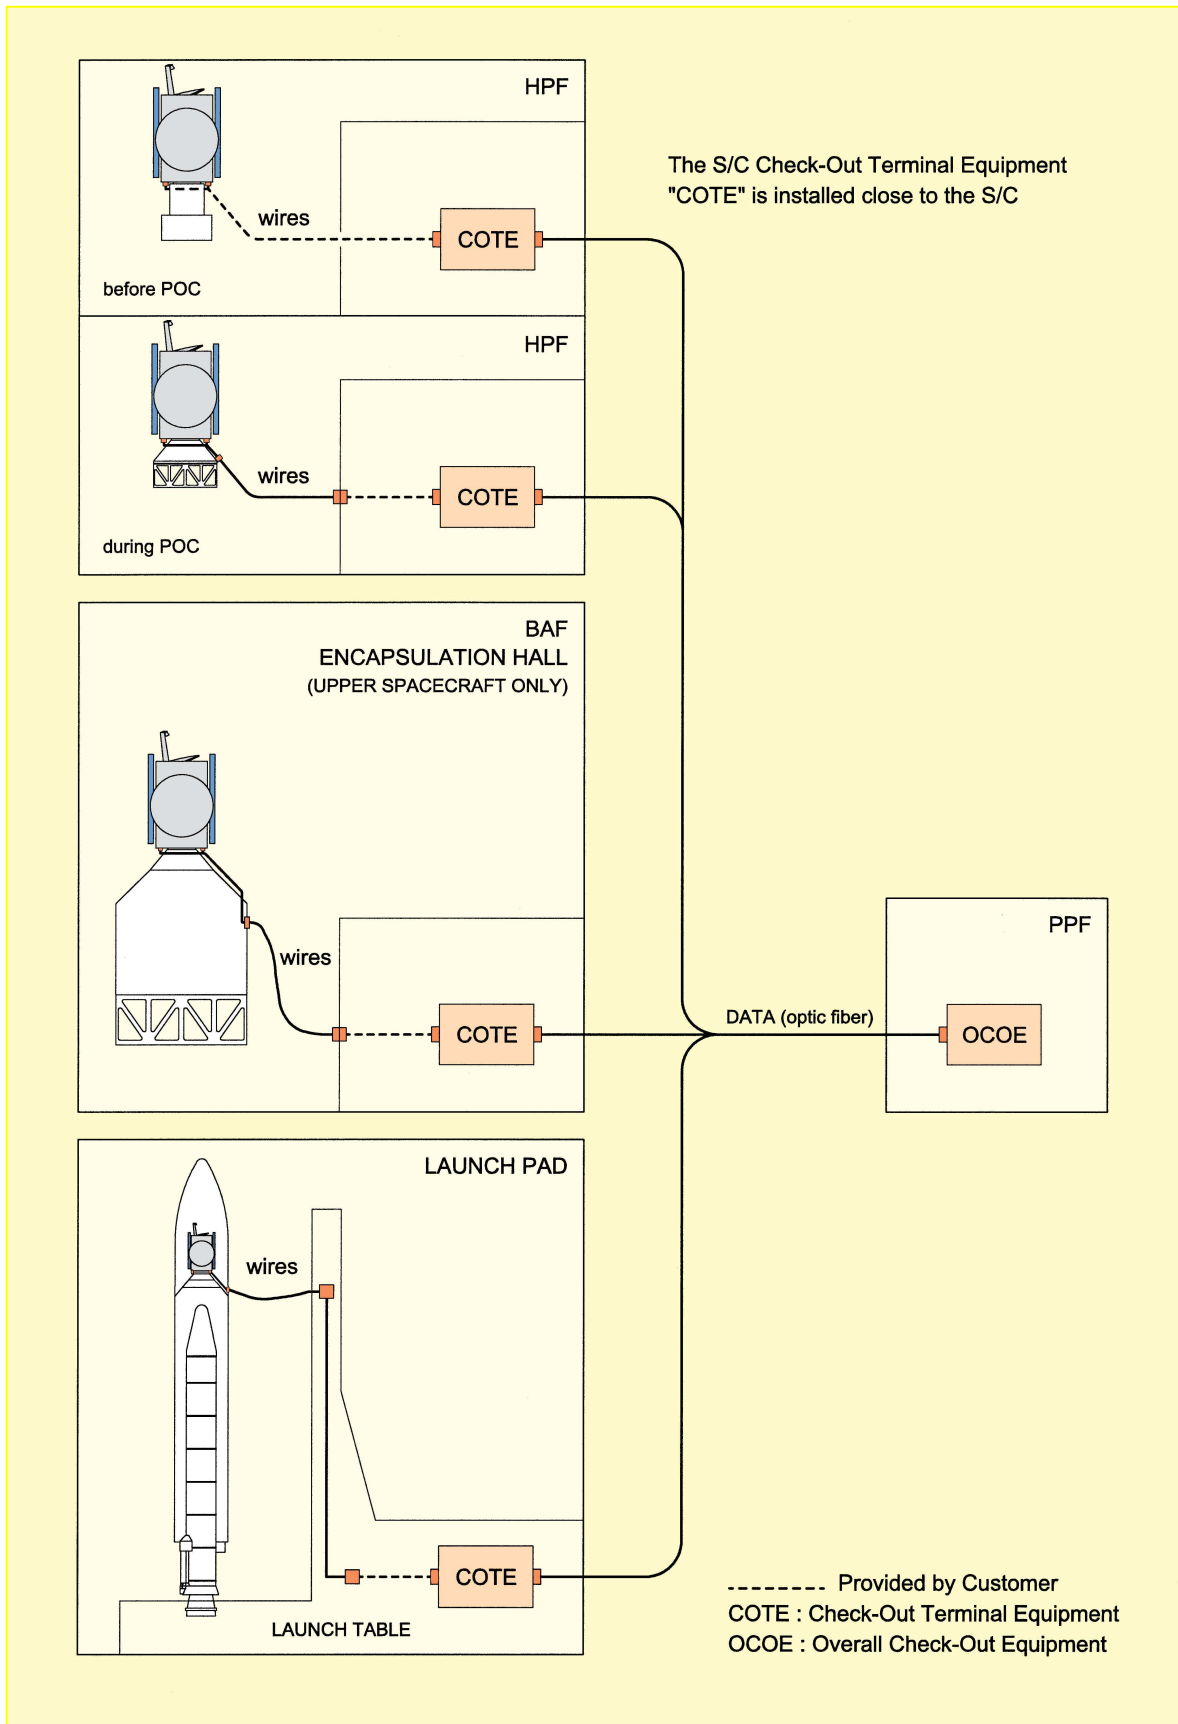 HPF
The S/C Check-Out Terminal Equipment
"COTE" is installed close to the S/C
wires
COTE
before POC
HPF
wires
COTE
during POC
BAF
ENCAPSULATION HALL
(UPPER SPACECRAFT ONLY)
wires
COTE
PPF
DATA (optic fiber)
OCOE
LAUNCH PAD
wires
COTE
LAUNCH TABLE
Provided by Customer
COTE : Check-Out Terminal Equipment
OCOE : Overall Check-Out Equipment